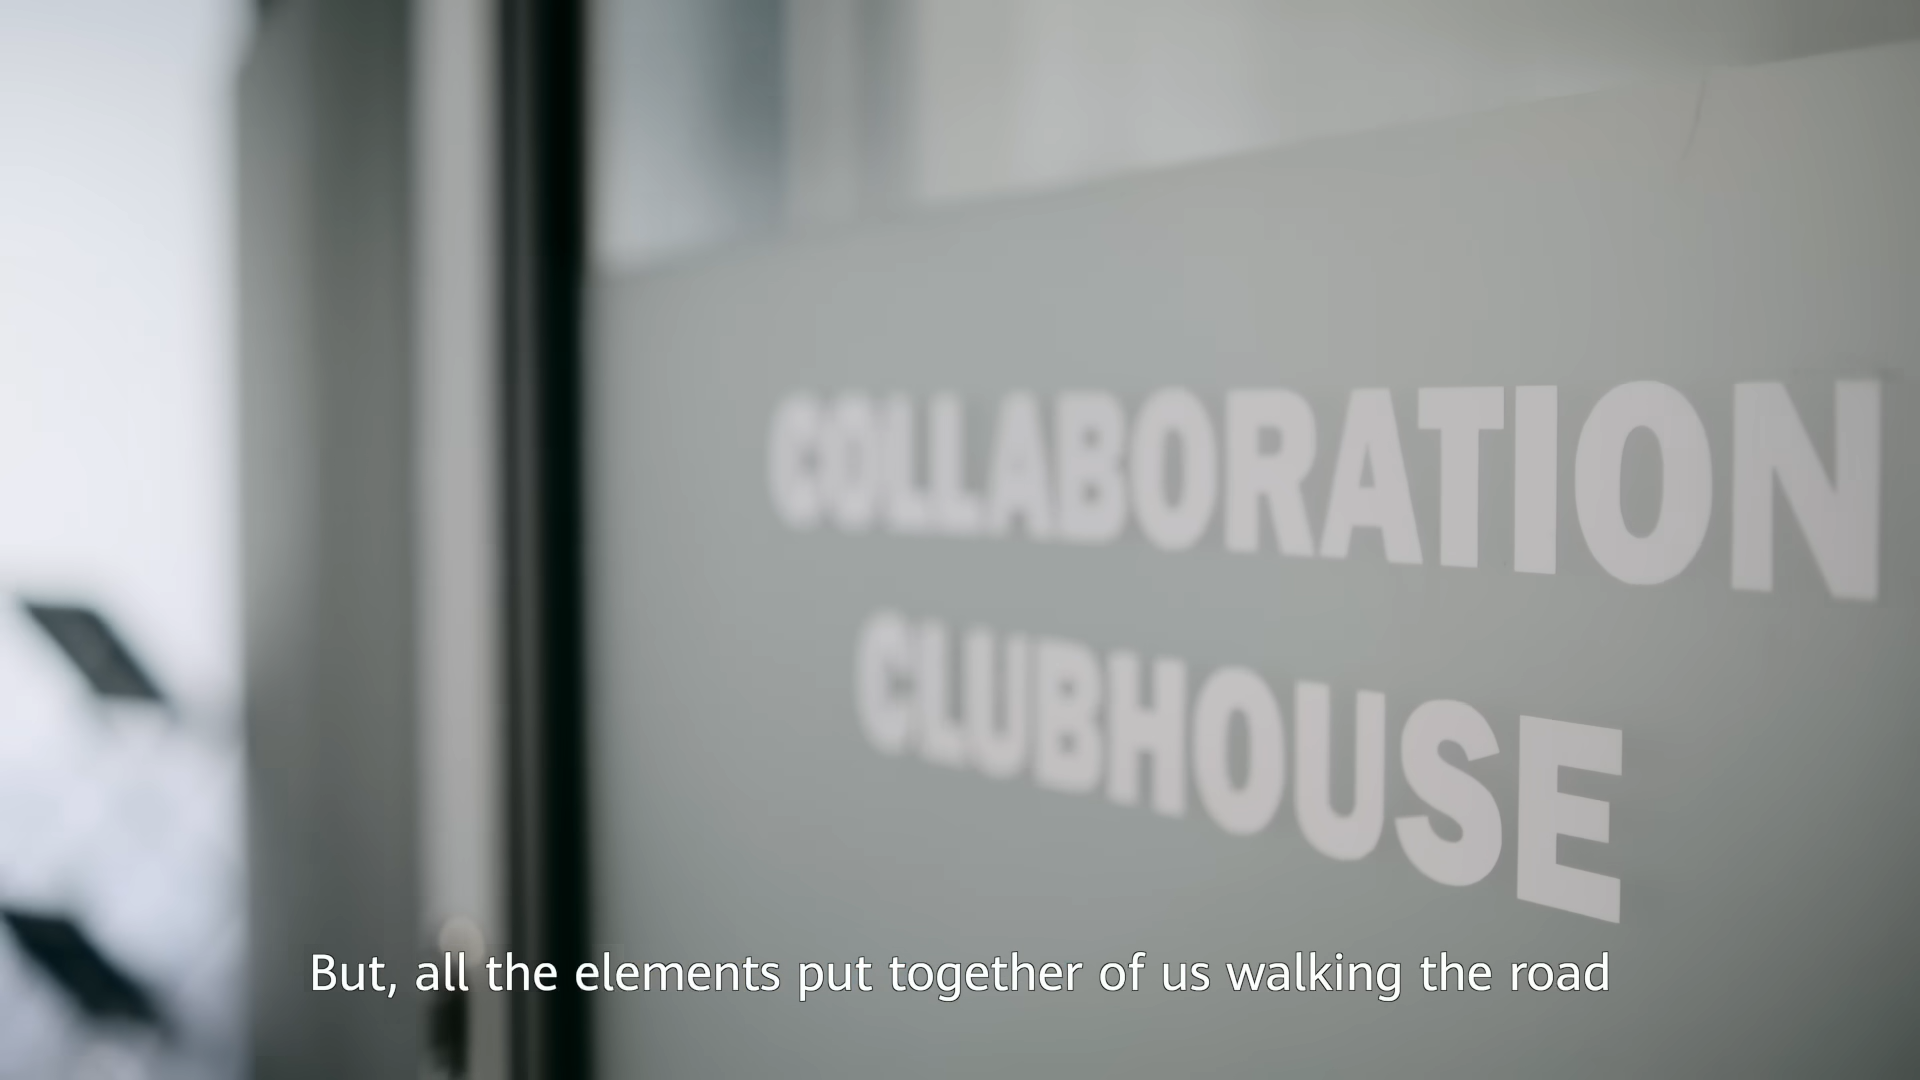 COLLABORATION
CLUBHOUSE
But, all the elements put together of us walking the road